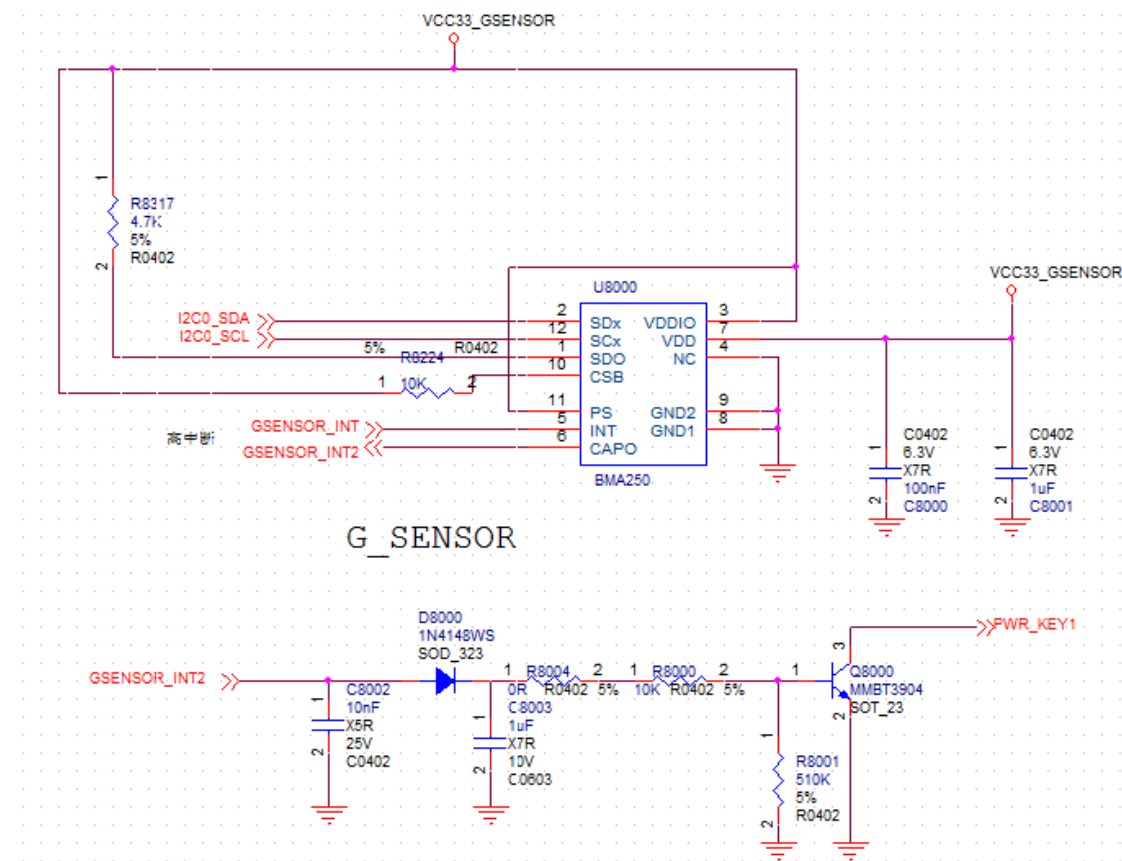 VCC33_GSENSOR
1
R8317
4.7K
5%
R0402
2
VCC33_GSENSOR
U8000
I2C0_SDA
2
SDx
VDDIO
3
I2C0_SCL
12
SCx
VDD
7
5%
R0402
1
SDO
NC
4
R8224
10
CSB
1
10K
2
11
PS
GND2
9
GSENSOR_INT
5
INT
GND1
8
高中断
GSENSOR_INT2
6
CAPO
BMA250
1
C0402
6.3V
X7R
100nF
C8000
2
1
C0402
6.3V
X7R
1uF
C8001
2
G_SENSOR
D8000
1N4148WS
SOD_323
PWR_KEY1
GSENSOR_INT2
1
R8004
2
0R
R0402
5%
1
R8000
2
10K
R0402
5%
1
3
Q8000
MMBT3904
SOT_23
2
1
C8002
10nF
X5R
25V
C0402
2
1
C8003
1uF
X7R
10V
C0603
2
1
R8001
510K
5%
R0402
2